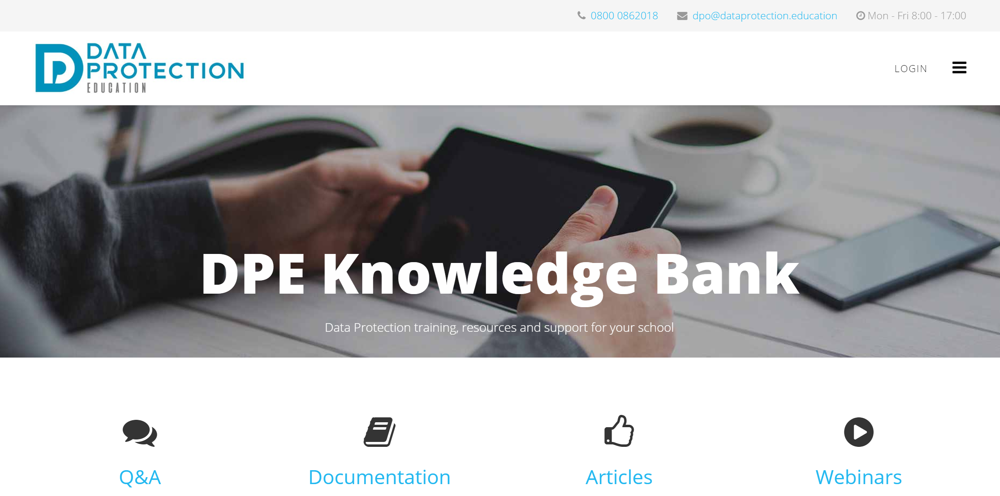 0800 0862018 dpo@dataprotection.education Mon - Fri 8:00 - 17:00
DATA
PROTECTION
EDUCATION
LOGIN
DPE Knowledge Bank
Data Protection training, resources and support for your school
Q&A Documentation Articles Webinars